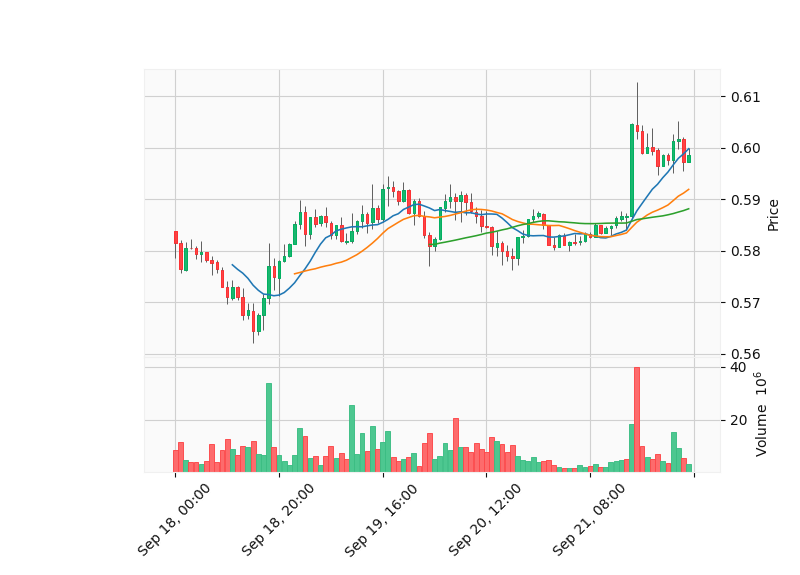 0.61
0.60
0.59
0.58
0.57
0.56
Price
40
20
Volume 10^6
Sep 18, 00:00
Sep 18, 20:00
Sep 19, 16:00
Sep 20, 12:00
Sep 21, 08:00